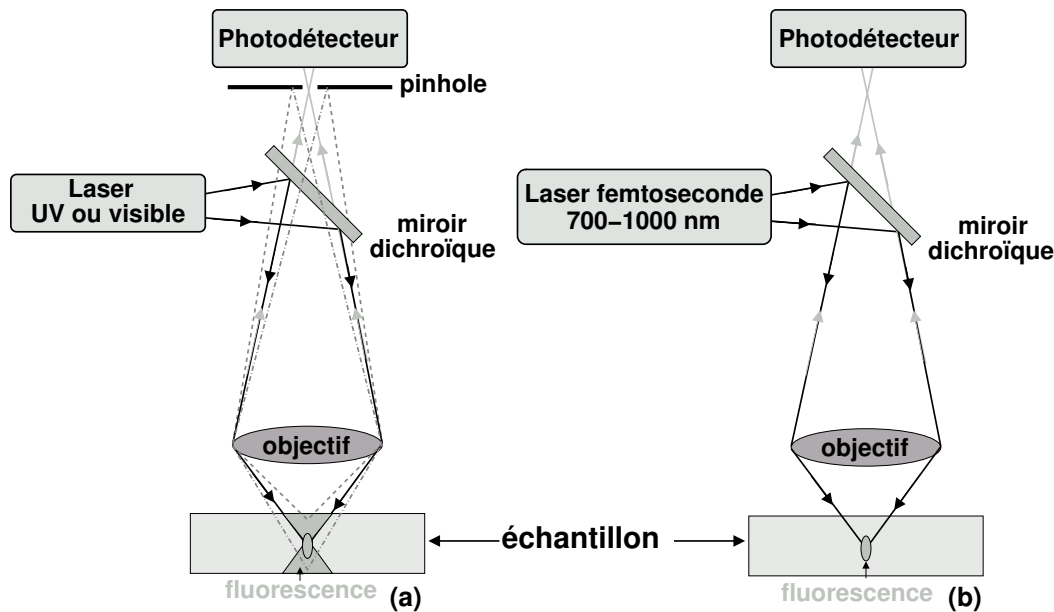 Photodétecteur
pinhole
Laser
UV ou visible
miroir
dichroïque
objectif
fluorescence
(a)
échantillon
Photodétecteur
Laser femtoseconde
700−1000 nm
miroir
dichroïque
objectif
fluorescence
(b)